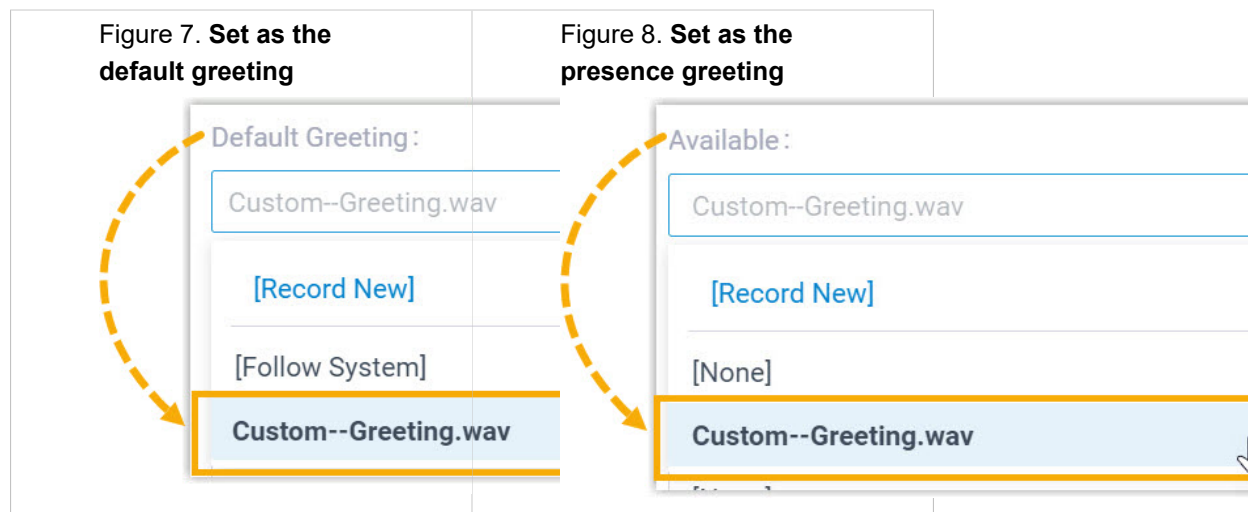 Figure 7. Set as the
default greeting
Default Greeting:
Custom--Greeting.wav
[Record New]
[Follow System]
Custom--Greeting.wav
Figure 8. Set as the
presence greeting
Available:
Custom--Greeting.wav
[Record New]
[None]
Custom--Greeting.wav